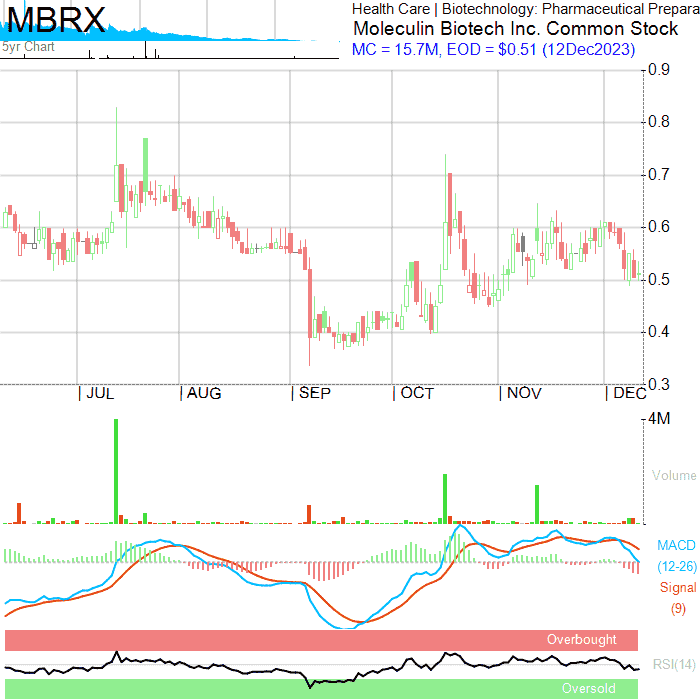 MBRX
5yr Chart
Health Care | Biotechnology: Pharmaceutical Prepara
Moleculin Biotech Inc. Common Stock
MC = 15.7M, EOD = $0.51 (12Dec2023)
0.9
0.8
0.7
0.6
0.5
0.4
0.3
JUL
AUG
SEP
OCT
NOV
DEC
4M
Volume
MACD
(12-26)
Signal
(9)
Overbought
RSI(14)
Oversold